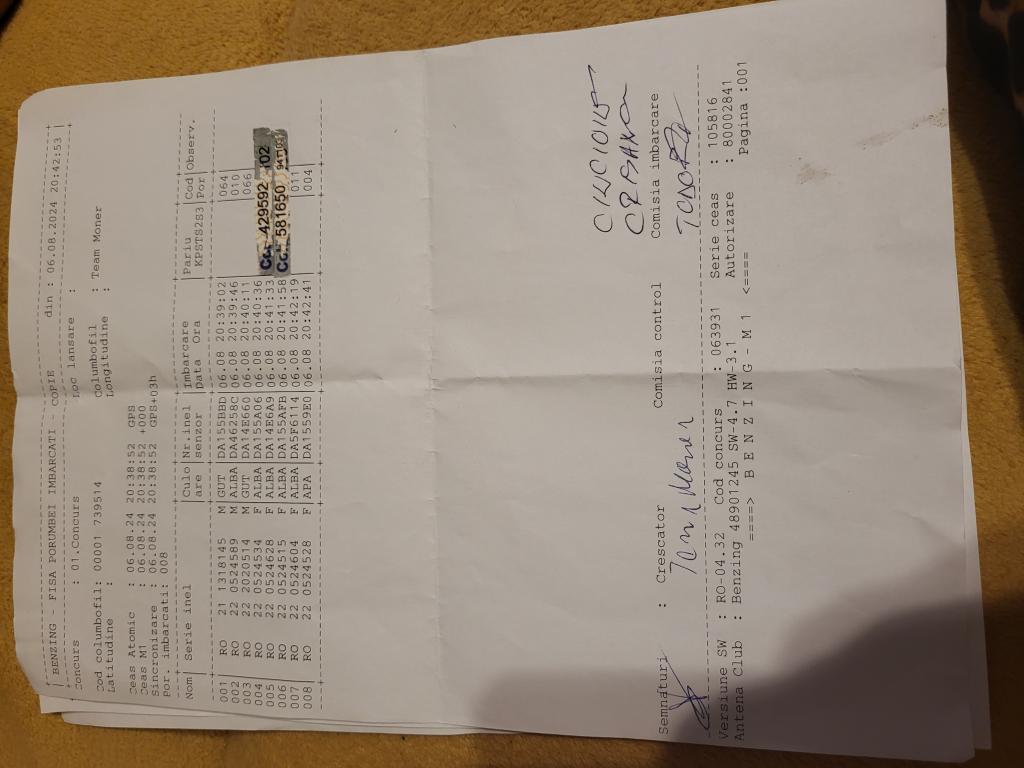 BENZING - FISA PORUMBEI IMBARCATI - COPIE din : 06.08.2024 20:42:53
Concurs : 01.Concurs Loc lansare :
Cod columbofil: 00001 739514 Columbofil : Team Moner
Latitudine : Longitudine :
Ceas Atomic : 06.08.24 20:38:52 GPS
Ceas M1 : 06.08.24 20:38:52 +000
Sincronizare : 06.08.24 20:38:52 GPS+03h
Por. imbarcati: 008
Nom Serie inel Culo Nr.inel Imbarcare Pariu Cod Observ.
are senzor Data Ora KPSTS2S3 Por
001 RO 21 1318145 M GUT DA155BBD 06.08 20:39:02 064
002 RO 22 0524589 M ALBA DA46258C 06.08 20:39:46 010
003 RO 22 2020514 M GUT DA14E660 06.08 20:40:11 066
004 RO 22 0524534 F ALBA DA155A06 06.08 20:40:36
005 RO 22 0524628 F ALBA DA14E6A9 06.08 20:41:33 429592 02
006 RO 22 0524515 F ALBA DA155AFB 06.08 20:41:58 581650
007 RO 22 0524604 F ALBA DA5F6114 06.08 20:42:19 011
008 RO 22 0524528 F APA DA1559E0 06.08 20:42:41 004
CRISANA
Semnături : Crescator Comisia control Comisia imbarcare
Moner TODORA
Versiune SW : RO-04.32 Cod concurs : 063931 Serie ceas : 105816
Antena Club : Benzing 48901245 SW-4.7 HW-3.1 Autorizare : 80002841
====> B E N Z I N G - M 1 <==== Pagina :001